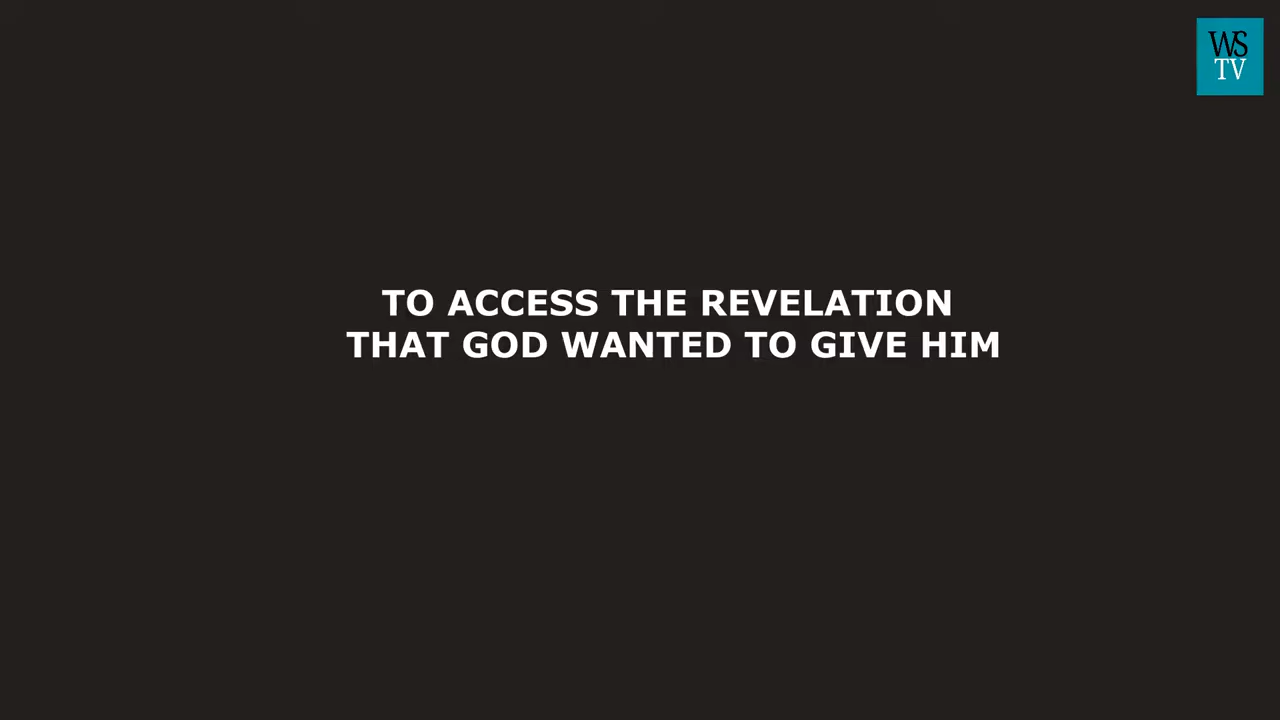 WS
TV
TO ACCESS THE REVELATION
THAT GOD WANTED TO GIVE HIM